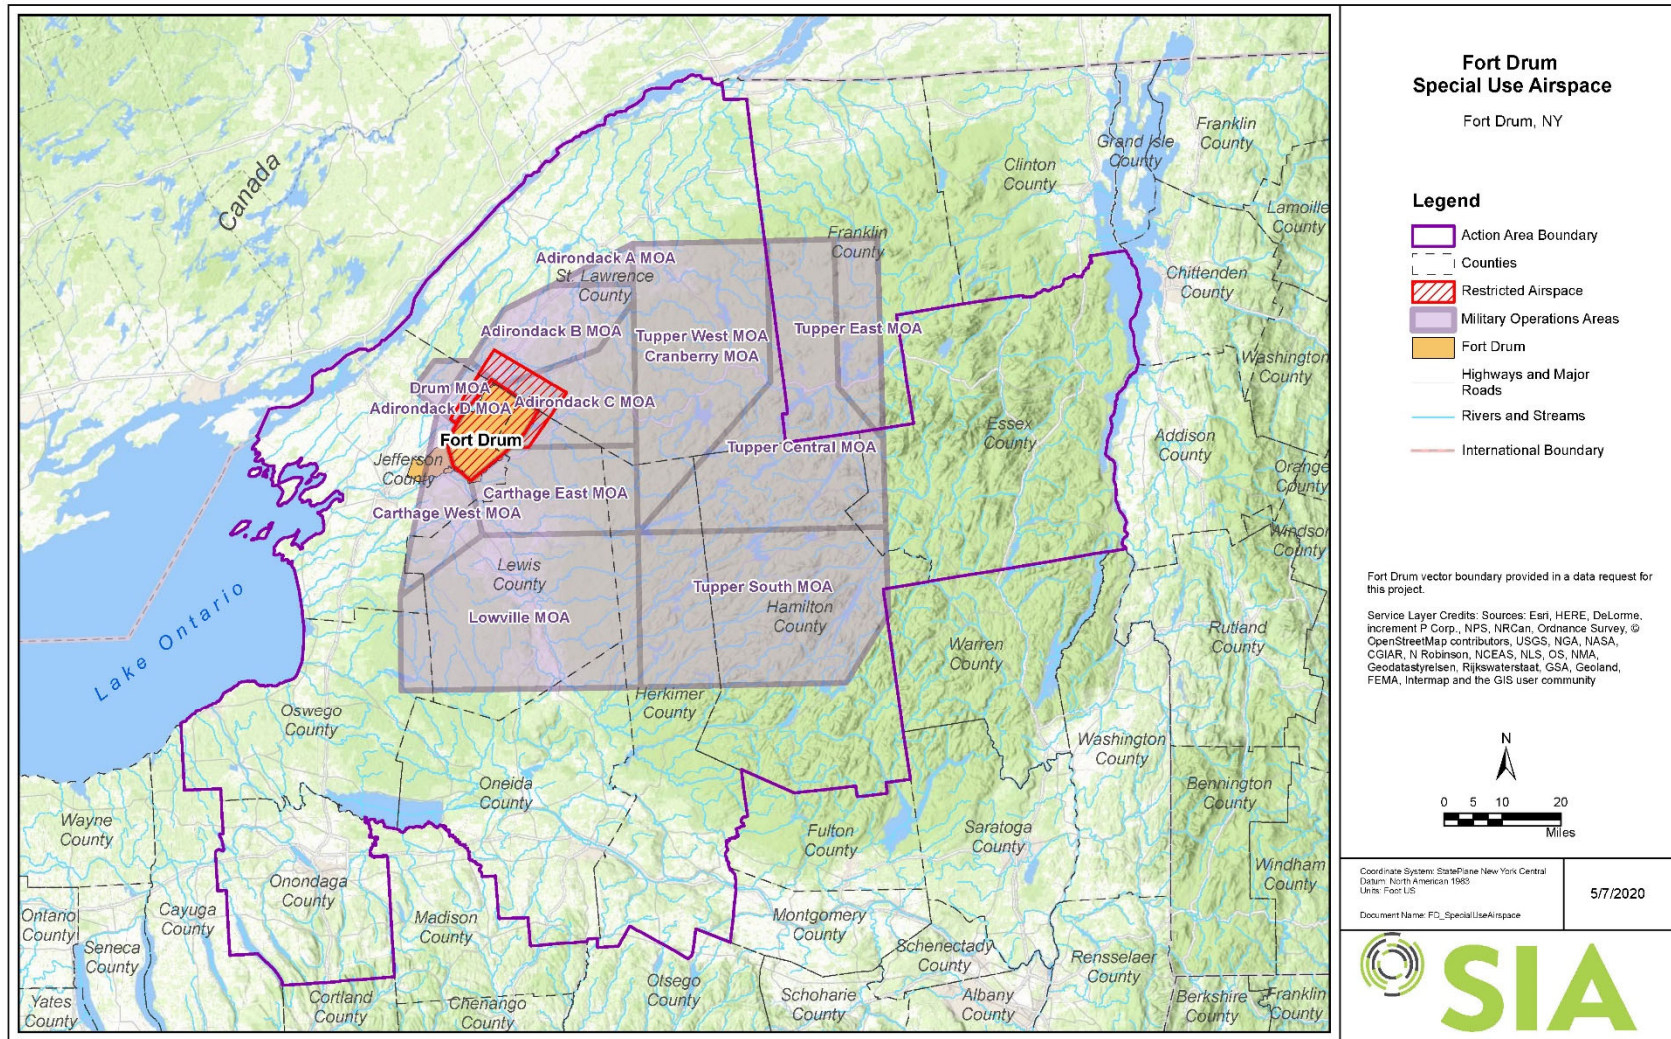 Fort Drum
Special Use Airspace
Fort Drum, NY
Legend
Action Area Boundary
Counties
Restricted Airspace
Military Operations Areas
Fort Drum
Highways and Major
Roads
Rivers and Streams
International Boundary
Fort Drum vector boundary provided in a data request for
this project.
Service Layer Credits: Sources: Esri, HERE, DeLorme,
increment P Corp., NPS, NRCan, Ordnance Survey, ©
OpenStreetMap contributors, USGS, NGA, NASA,
CGIAR, N Robinson, NCEAS, NLS, OS, NMA,
Geodatastyrelsen, Rijkswaterstaat, GSA, Geoland,
FEMA, Intermap and the GIS user community
N
0 5 10 20
Miles
Coordinate System: StatePlane New York Central
Datum: North American 1983
Units: Foot US
Document Name: FD_SpecialUseAirspace
5/7/2020
SIA
Canada
Lake Ontario
Franklin
County
Grand Isle
County
Clinton
County
Lamoille
County
Franklin
County
Chittenden
County
Adirondack A MOA
St. Lawrence
County
Adirondack B MOA
Tupper West MOA
Cranberry MOA
Tupper East MOA
Washington
County
Drum MOA
Adirondack D MOA
Adirondack C MOA
Fort Drum
Jefferson
County
Essex
County
Addison
County
Tupper Central MOA
Orange
County
Carthage East MOA
Carthage West MOA
Windsor
County
Lewis
County
Tupper South MOA
Hamilton
County
Lowville MOA
Warren
County
Rutland
County
Herkimer
County
Oswego
County
Washington
County
Oneida
County
Bennington
County
Wayne
County
Fulton
County
Saratoga
County
Windham
County
Onondaga
County
Ontario
County
Cayuga
County
Madison
County
Montgomery
County
Seneca
County
Schenectady
County
Rensselaer
County
Otsego
County
Yates
County
Cortland
County
Chenango
County
Schoharie
County
Albany
County
Berkshire
County
Franklin
County